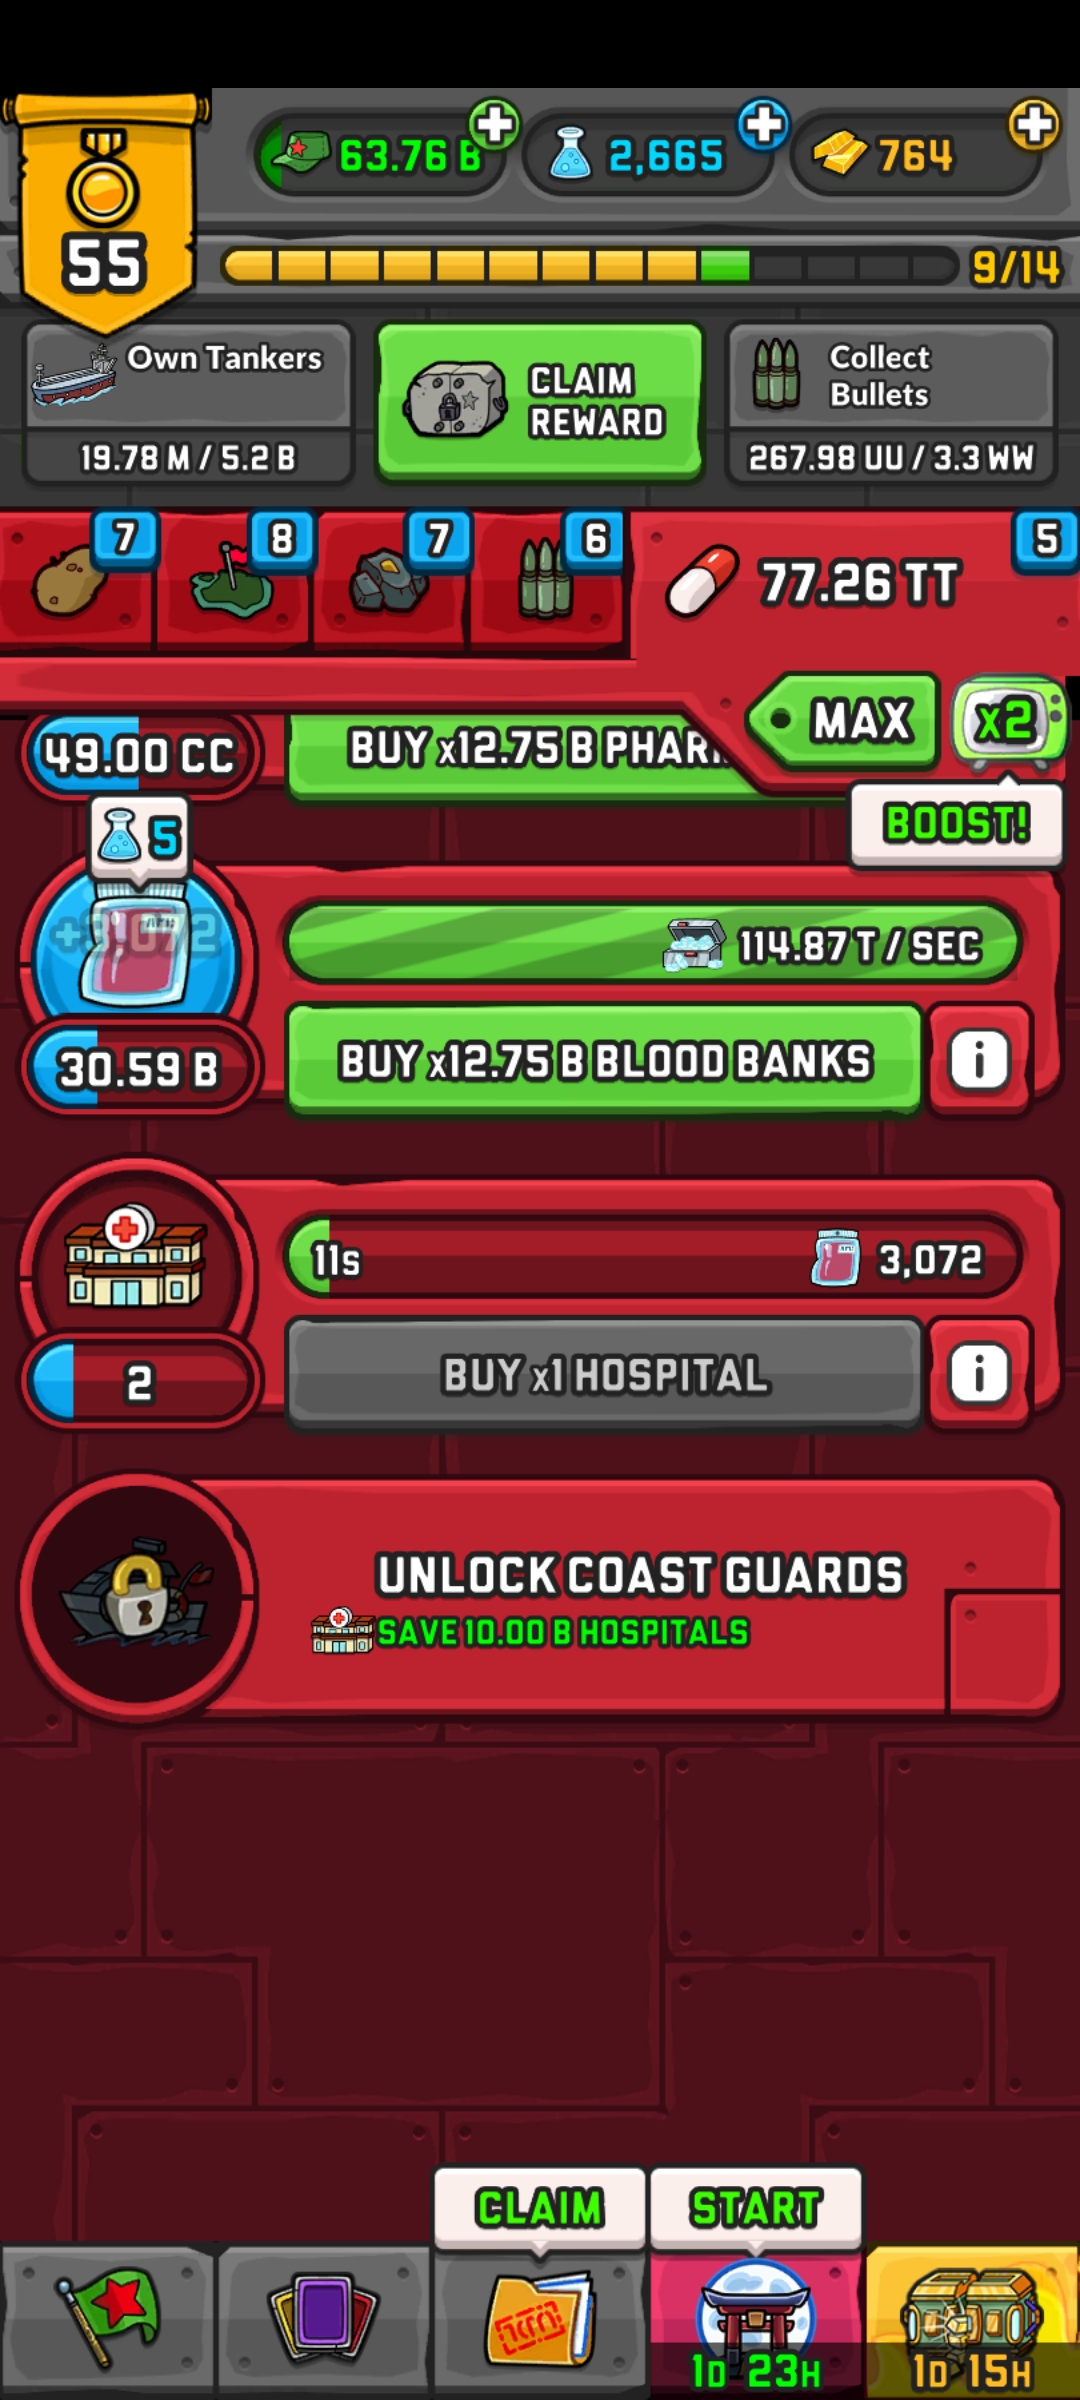 63.76 B
2,665
764
55
9/14
Own Tankers
19.78 M / 5.2 B
CLAIM
REWARD
Collect
Bullets
267.98 UU / 3.3 WW
7
8
7
6
5
77.26 TT
MAX
x2
BOOST!
49.00 CC
BUY x12.75 B
5
+3,072
114.87 T / SEC
30.59 B
BUY x12.75 B BLOOD BANKS
i
11s
3,072
2
BUY x1 HOSPITAL
i
UNLOCK COAST GUARDS
SAVE 10.00 B HOSPITALS
CLAIM
START
1D 23H
1D 15H